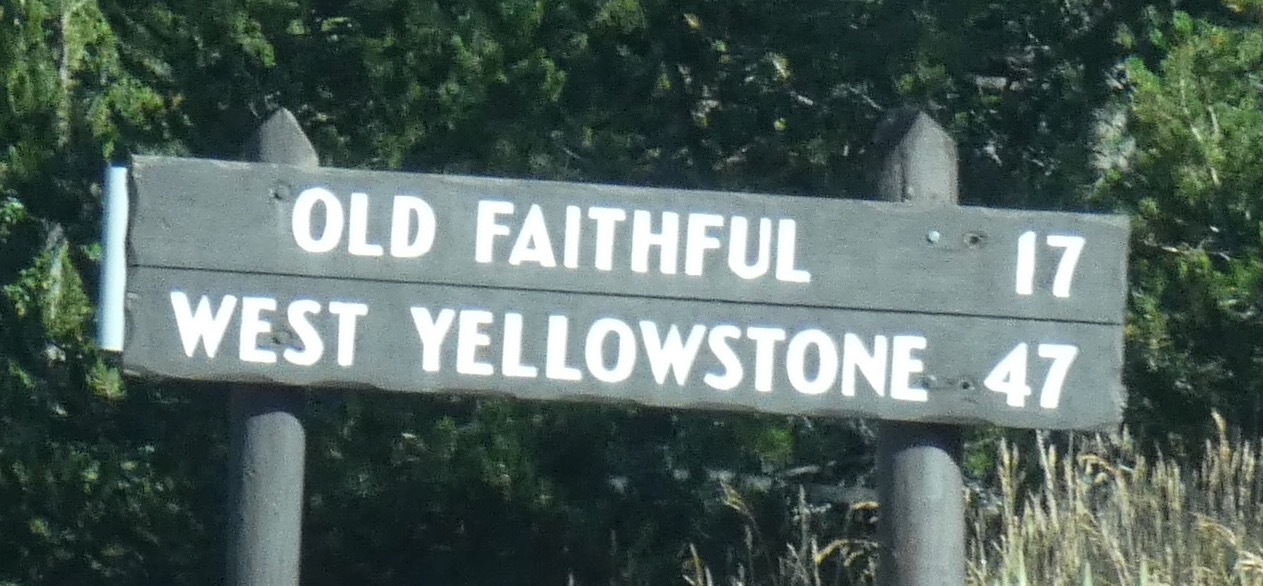 OLD FAITHFUL 17
WEST YELLOWSTONE 47